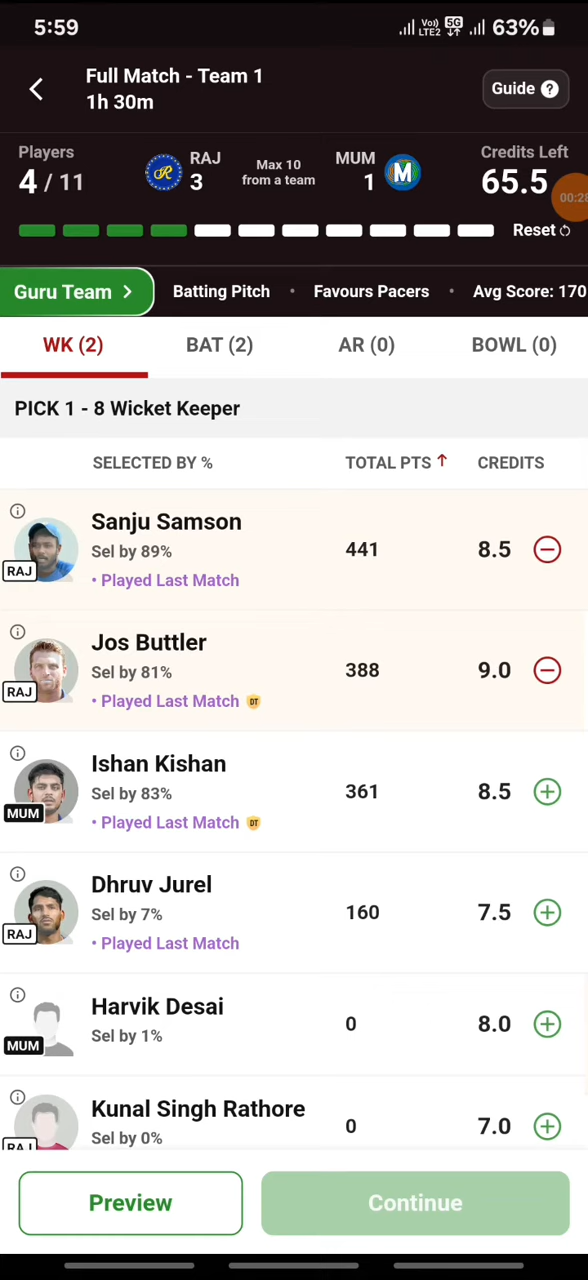 5:59
Vo)) LTE2 5G 63%
Full Match - Team 1
1h 30m
Guide ?
Players
4 / 11
RAJ
3
Max 10
from a team
MUM
1
Credits Left
65.5
00:28
Reset
Guru Team >
Batting Pitch • Favours Pacers • Avg Score: 170
WK (2) BAT (2) AR (0) BOWL (0)
PICK 1 - 8 Wicket Keeper
SELECTED BY % TOTAL PTS ↑ CREDITS
Sanju Samson
Sel by 89%
• Played Last Match
RAJ
441
8.5
Jos Buttler
Sel by 81%
• Played Last Match DT
RAJ
388
9.0
Ishan Kishan
Sel by 83%
• Played Last Match DT
MUM
361
8.5
Dhruv Jurel
Sel by 7%
• Played Last Match
RAJ
160
7.5
Harvik Desai
Sel by 1%
MUM
0
8.0
Kunal Singh Rathore
Sel by 0%
RAJ
0
7.0
Preview Continue